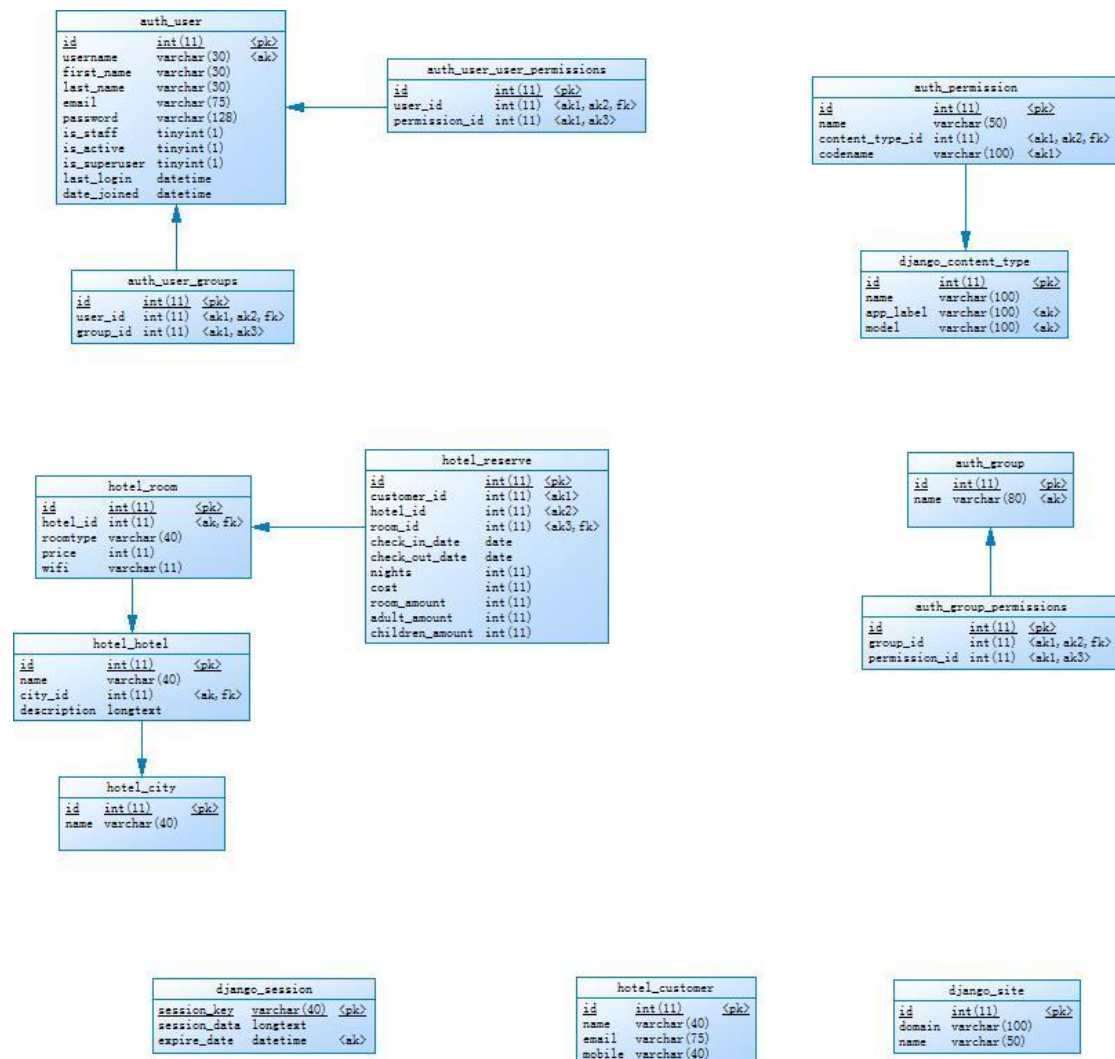 auth_user
id int(11) <pk>
username varchar(30) <ak>
first_name varchar(30)
last_name varchar(30)
email varchar(75)
password varchar(128)
is_staff tinyint(1)
is_active tinyint(1)
is_superuser tinyint(1)
last_login datetime
date_joined datetime
auth_user_user_permissions
id int(11) <pk>
user_id int(11) <ak1,ak2,fk>
permission_id int(11) <ak1,ak3>
auth_permission
id int(11) <pk>
name varchar(50)
content_type_id int(11) <ak1,ak2,fk>
codename varchar(100) <ak1>
auth_user_groups
id int(11) <pk>
user_id int(11) <ak1,ak2,fk>
group_id int(11) <ak1,ak3>
django_content_type
id int(11) <pk>
name varchar(100)
app_label varchar(100) <ak>
model varchar(100) <ak>
hotel_room
id int(11) <pk>
hotel_id int(11) <ak,fk>
roomtype varchar(40)
price int(11)
wifi varchar(11)
hotel_reserve
id int(11) <pk>
customer_id int(11) <ak1>
hotel_id int(11) <ak2>
room_id int(11) <ak3,fk>
check_in_date date
check_out_date date
nights int(11)
cost int(11)
room_amount int(11)
adult_amount int(11)
children_amount int(11)
auth_group
id int(11) <pk>
name varchar(80) <ak>
auth_group_permissions
id int(11) <pk>
group_id int(11) <ak1,ak2,fk>
permission_id int(11) <ak1,ak3>
hotel_hotel
id int(11) <pk>
name varchar(40)
city_id int(11) <ak,fk>
description longtext
hotel_city
id int(11) <pk>
name varchar(40)
django_session
session_key varchar(40) <pk>
session_data longtext
expire_date datetime <ak>
hotel_customer
id int(11) <pk>
name varchar(40)
email varchar(75)
mobile varchar(40)
django_site
id int(11) <pk>
domain varchar(100)
name varchar(50)